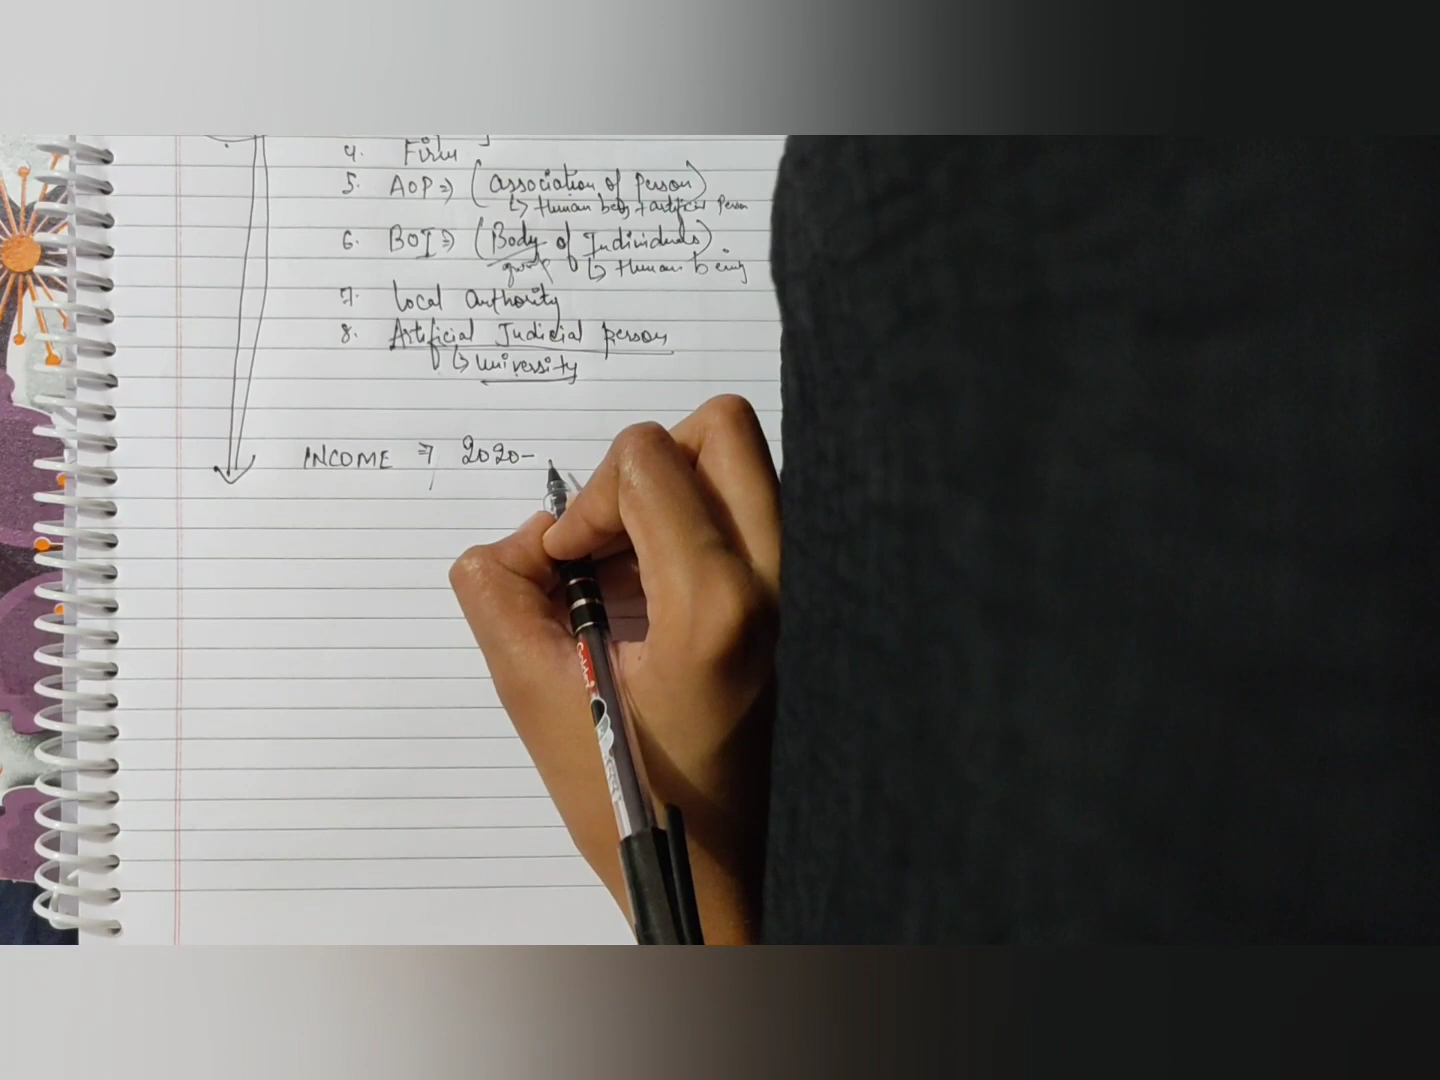 4. Firm
5. AOP ⇒ (Association of Person)
↳ Human being + artificial Person
6. BOI ⇒ (Body of Individuals).
group ↳ Human being
7. Local authority
8. Artificial Judicial person
↳ University
INCOME ⇒ 2020-